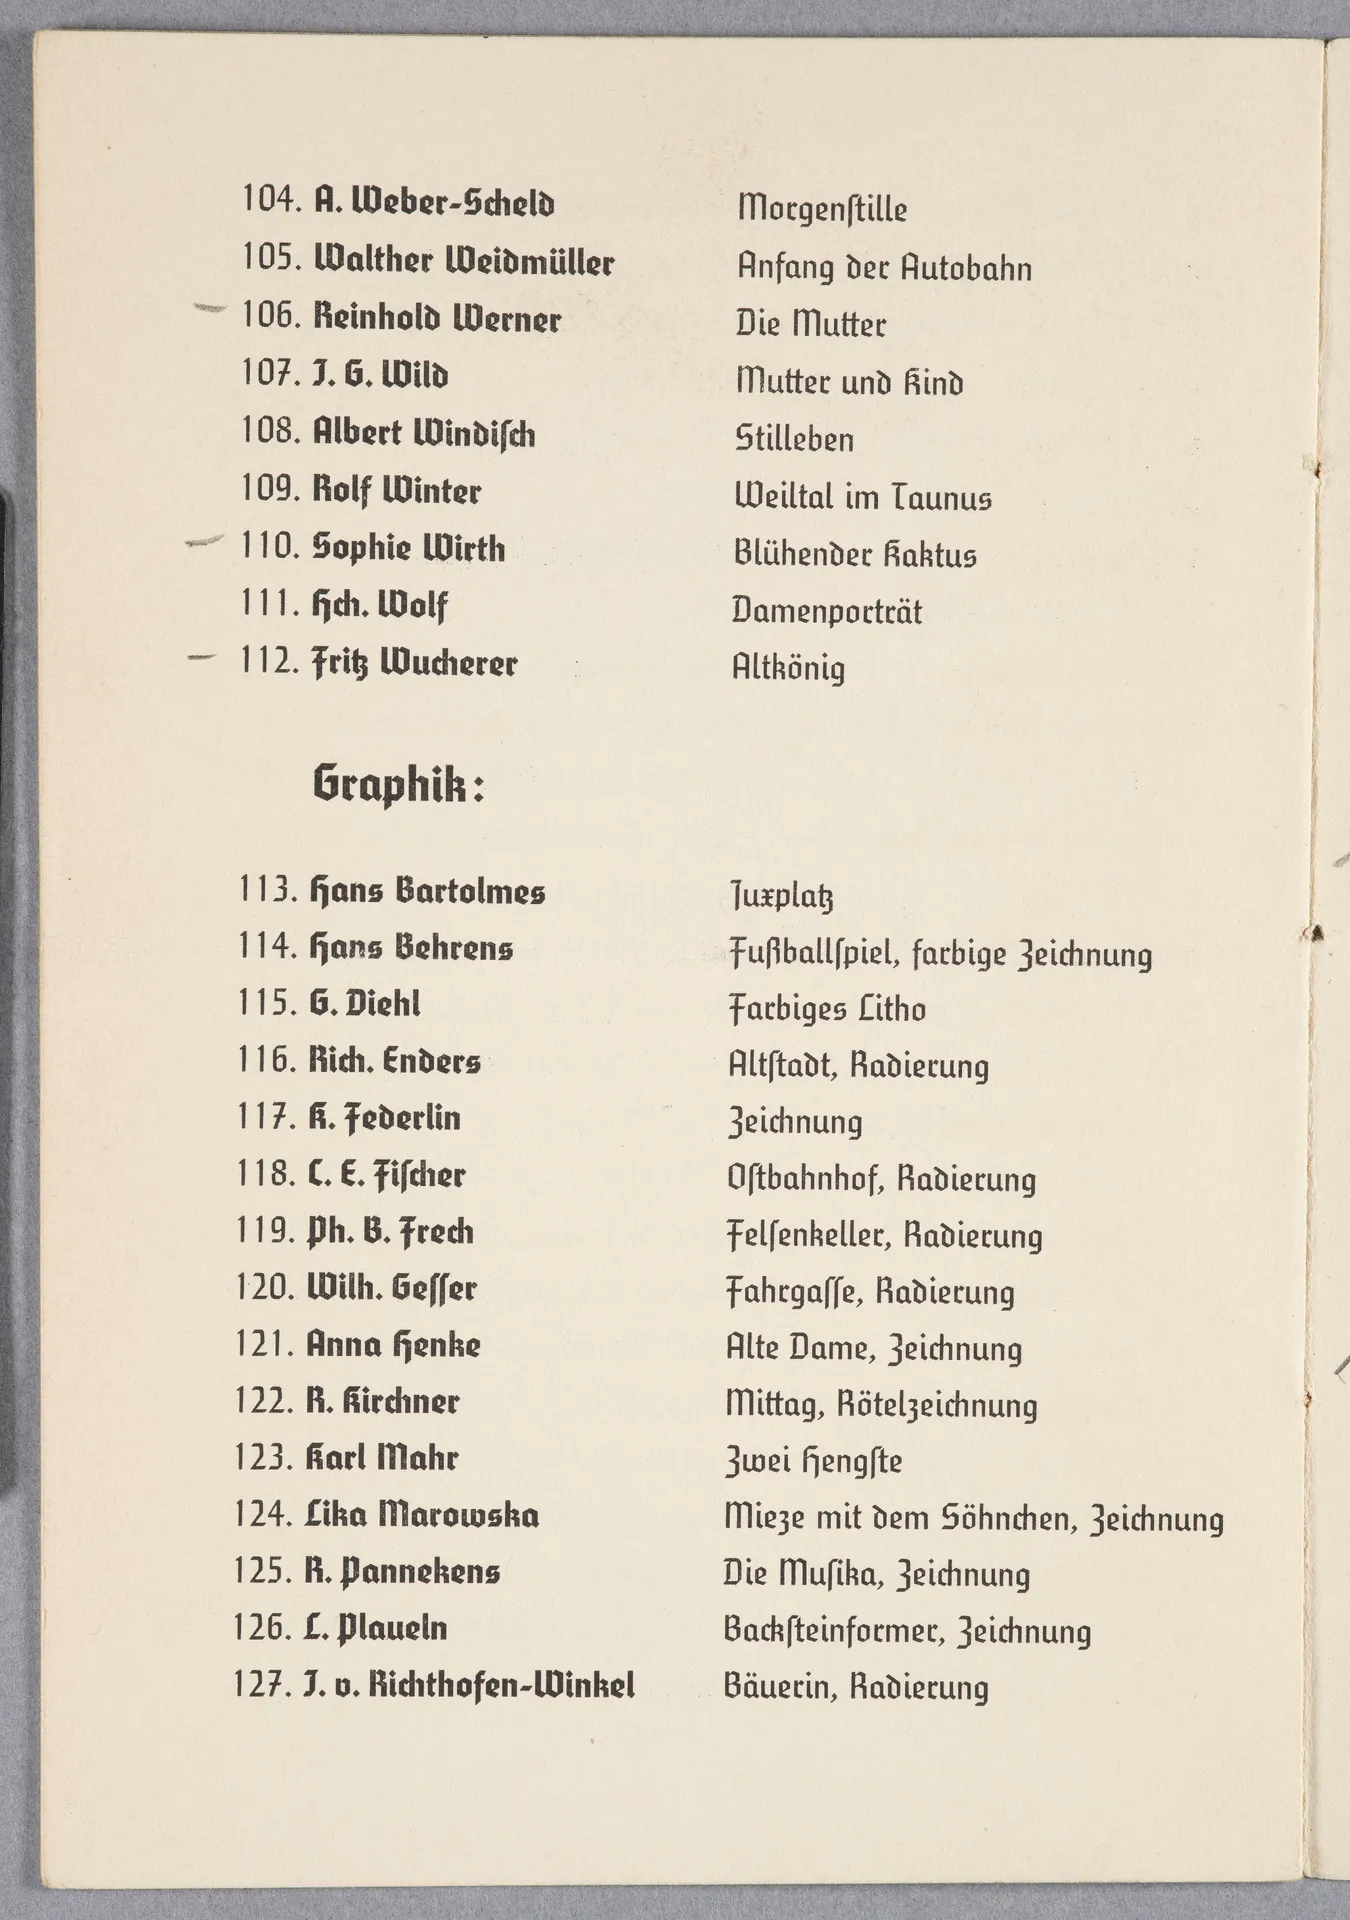 104. A. Weber-Scheld Morgenstille
105. Walther Weidmüller Anfang der Autobahn
106. Reinhold Werner Die Mutter
107. J. G. Wild Mutter und Kind
108. Albert Windiſch Stilleben
109. Rolf Winter Weiltal im Taunus
110. Sophie Wirth Blühender Kaktus
111. Hch. Wolf Damenporträt
112. Fritz Wucherer Altkönig
Graphik:
113. Hans Bartolmes Juxplatz
114. Hans Behrens Fußballſpiel, farbige Zeichnung
115. G. Diehl Farbiges Litho
116. Rich. Enders Altſtadt, Radierung
117. K. Federlin Zeichnung
118. C. E. Fiſcher Oſtbahnhof, Radierung
119. Ph. B. Frech Felſenkeller, Radierung
120. Wilh. Geſſer Fahrgaſſe, Radierung
121. Anna Henke Alte Dame, Zeichnung
122. R. Kirchner Mittag, Rötelzeichnung
123. Karl Mahr Zwei Hengſte
124. Lika Marowska Mieze mit dem Söhnchen, Zeichnung
125. R. Pannekens Die Muſika, Zeichnung
126. L. Plaueln Backſteinformer, Zeichnung
127. J. v. Richthofen-Winkel Bäuerin, Radierung